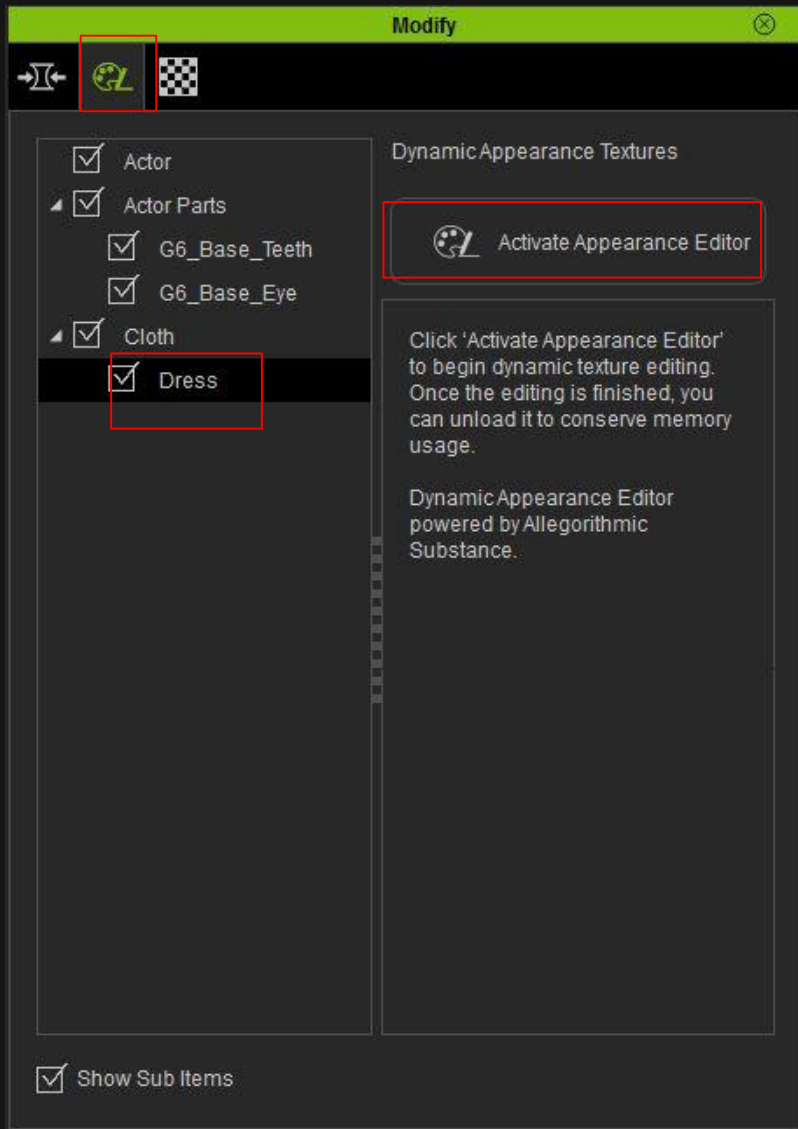 Modify
Actor
Actor Parts
G6_Base_Teeth
G6_Base_Eye
Cloth
Dress
Dynamic Appearance Textures
Activate Appearance Editor
Click ‘Activate Appearance Editor’
to begin dynamic texture editing.
Once the editing is finished, you
can unload it to conserve memory
usage.
Dynamic Appearance Editor
powered by Allegorithmic
Substance.
Show Sub Items